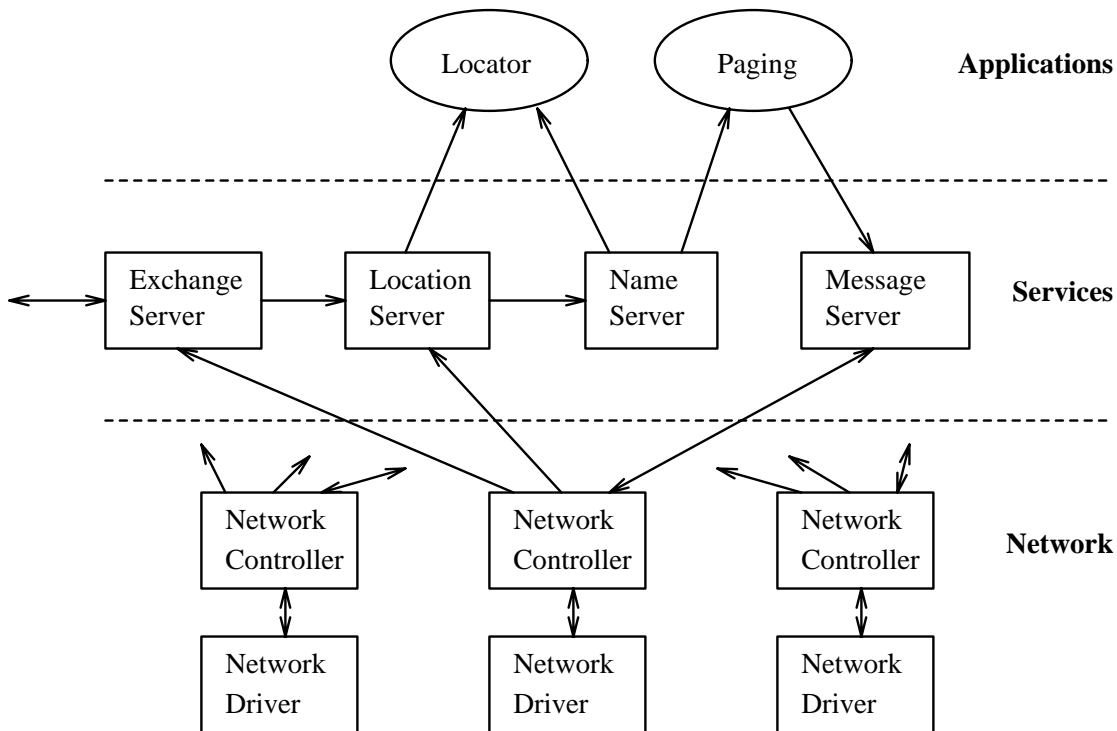 Locator
Paging
Applications
Exchange
Server
Location
Server
Name
Server
Message
Server
Services
Network
Controller
Network
Controller
Network
Controller
Network
Network
Driver
Network
Driver
Network
Driver